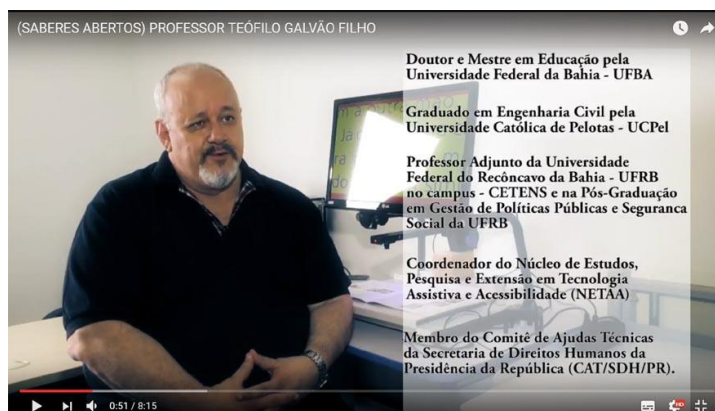 (SABERES ABERTOS) PROFESSOR TEÓFILO GALVÃO FILHO
Doutor e Mestre em Educação pela
Universidade Federal da Bahia - UFBA
Graduado em Engenharia Civil pela
Universidade Católica de Pelotas - UCPel
Professor Adjunto da Universidade
Federal do Recôncavo da Bahia - UFRB
no campus - CETENS e na Pós-Graduação
em Gestão de Políticas Públicas e Seguranca
Social da UFRB
Coordenador do Núcleo de Estudos,
Pesquisa e Extensão em Tecnologia
Assistiva e Acessibilidade (NETAA)
Membro do Comitê de Ajudas Técnicas
da Secretaria de Direitos Humanos da
Presidência da República (CAT/SDH/PR).
0:51 / 8:15
HD